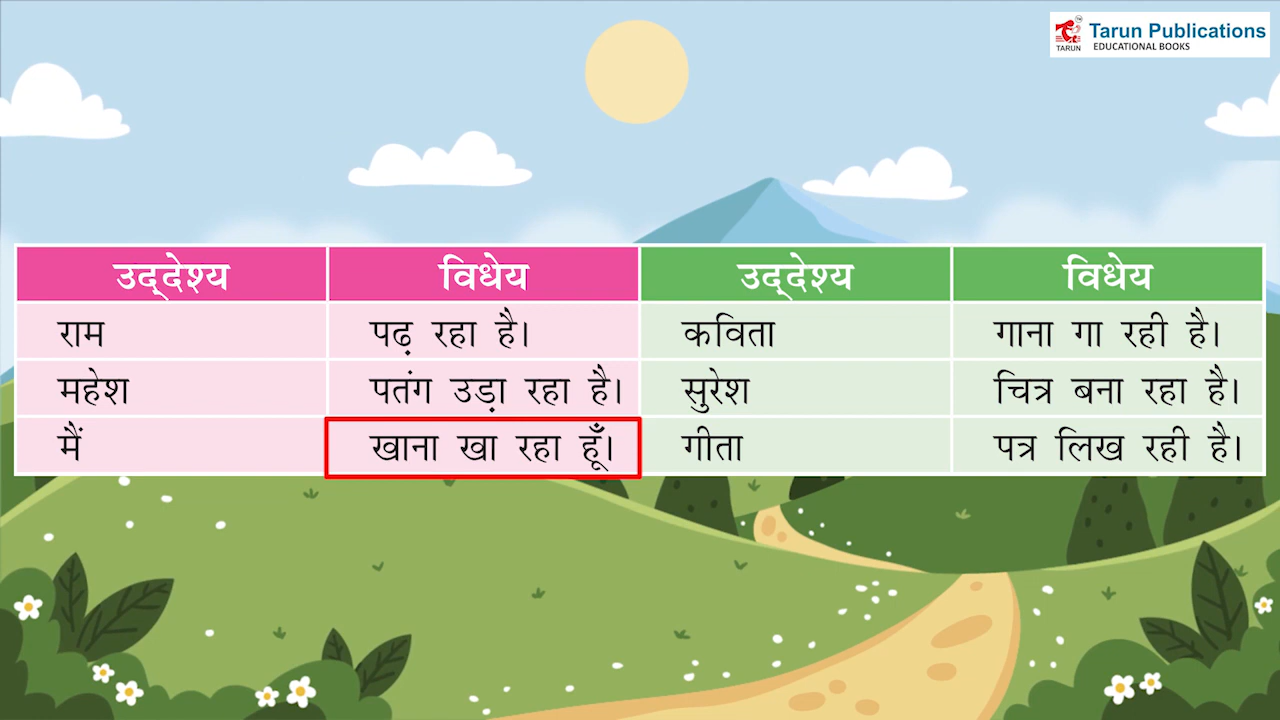 Tarun Publications
TARUN EDUCATIONAL BOOKS
उद्‌देश्य विधेय उद्‌देश्य विधेय
राम पढ़ रहा है। कविता गाना गा रही है।
महेश पतंग उड़ा रहा है। सुरेश चित्र बना रहा है।
मैं खाना खा रहा हूँ। गीता पत्र लिख रही है।